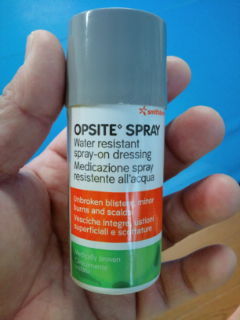 smith&
OPSITE° SPRAY
Water resistant
spray-on dressing
Medicazione spray
resistente all'acqua
Unbroken blisters, minor
burns and scalds
Vesciche integre, ustioni
superficiali e scottature
proven